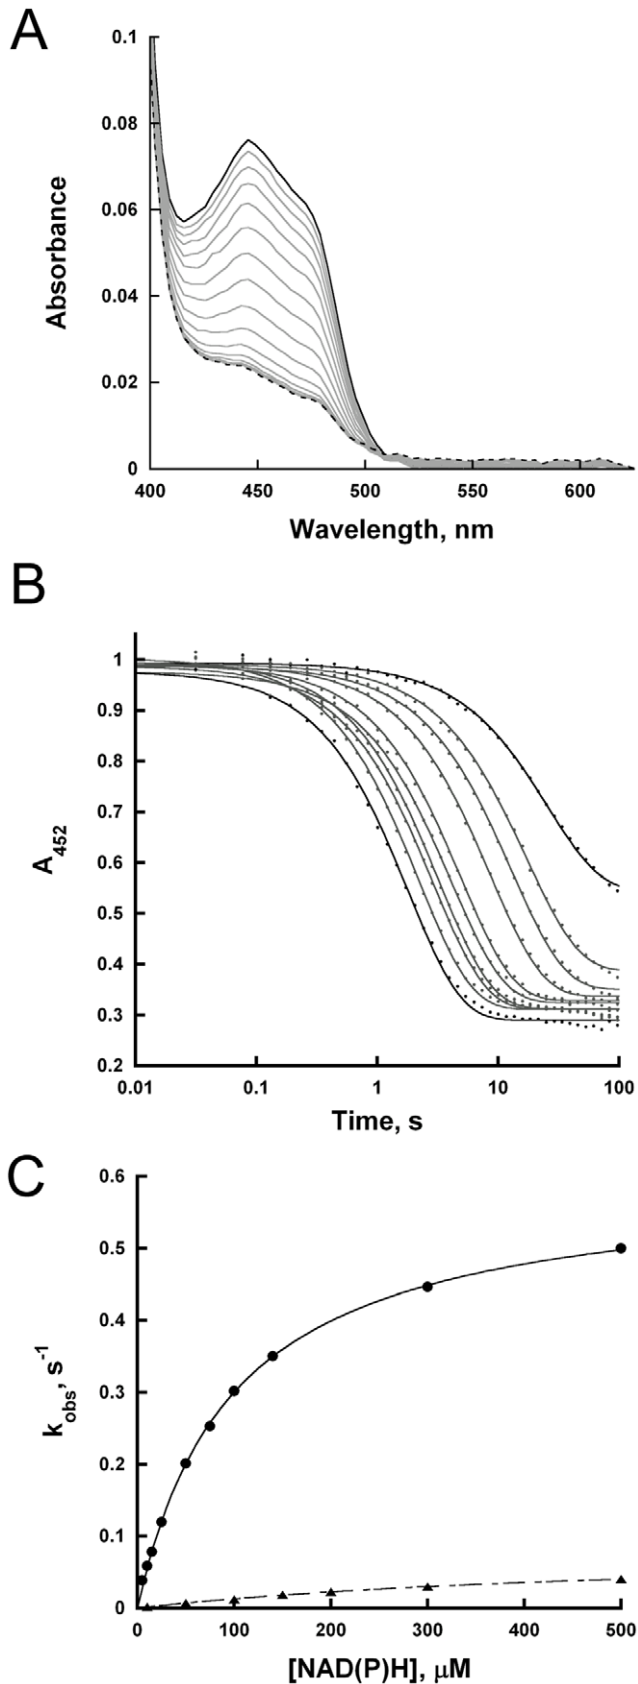 A
0.1
0.08
0.06
0.04
0.02
0
Absorbance
400 450 500 550 600
Wavelength, nm
B
1
0.9
0.8
0.7
0.6
0.5
0.4
0.3
0.2
A452
0.01 0.1 1 10 100
Time, s
C
0.6
0.5
0.4
0.3
0.2
0.1
0
kobs, s-1
0 100 200 300 400 500
[NAD(P)H], μM